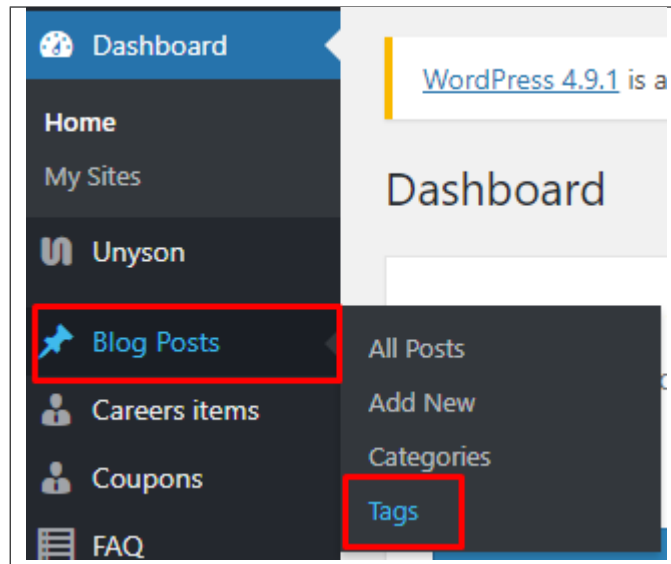 Dashboard
Home
My Sites
Unyson
Blog Posts
Careers items
Coupons
FAQ
WordPress 4.9.1 is a
Dashboard
All Posts
Add New
Categories
Tags